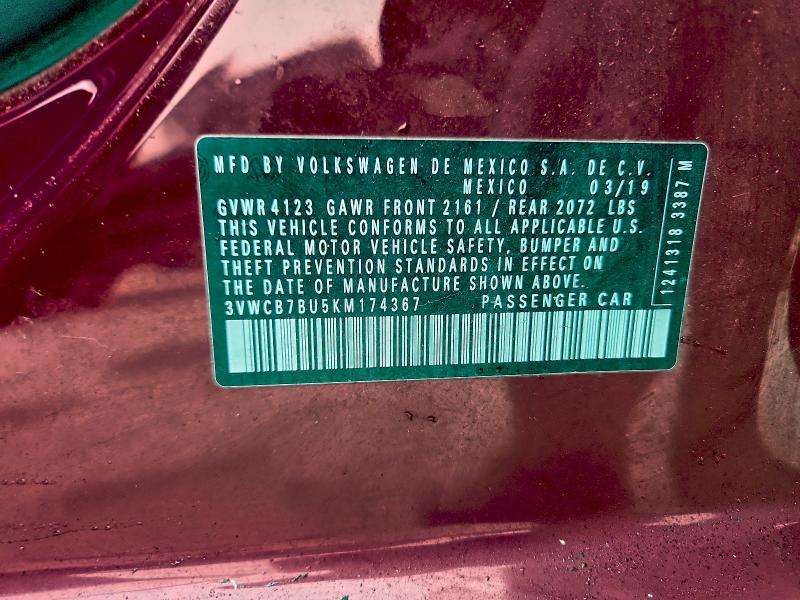 MFD BY VOLKSWAGEN DE MEXICO S.A. DE C.V.
MEXICO 03/19
GVWR 4123 GAWR FRONT 2161 / REAR 2072 LBS
THIS VEHICLE CONFORMS TO ALL APPLICABLE U.S.
FEDERAL MOTOR VEHICLE SAFETY, BUMPER AND
THEFT PREVENTION STANDARDS IN EFFECT ON
THE DATE OF MANUFACTURE SHOWN ABOVE.
3VWCB7BU5KM174367 PASSENGER CAR
1241318 3387 M